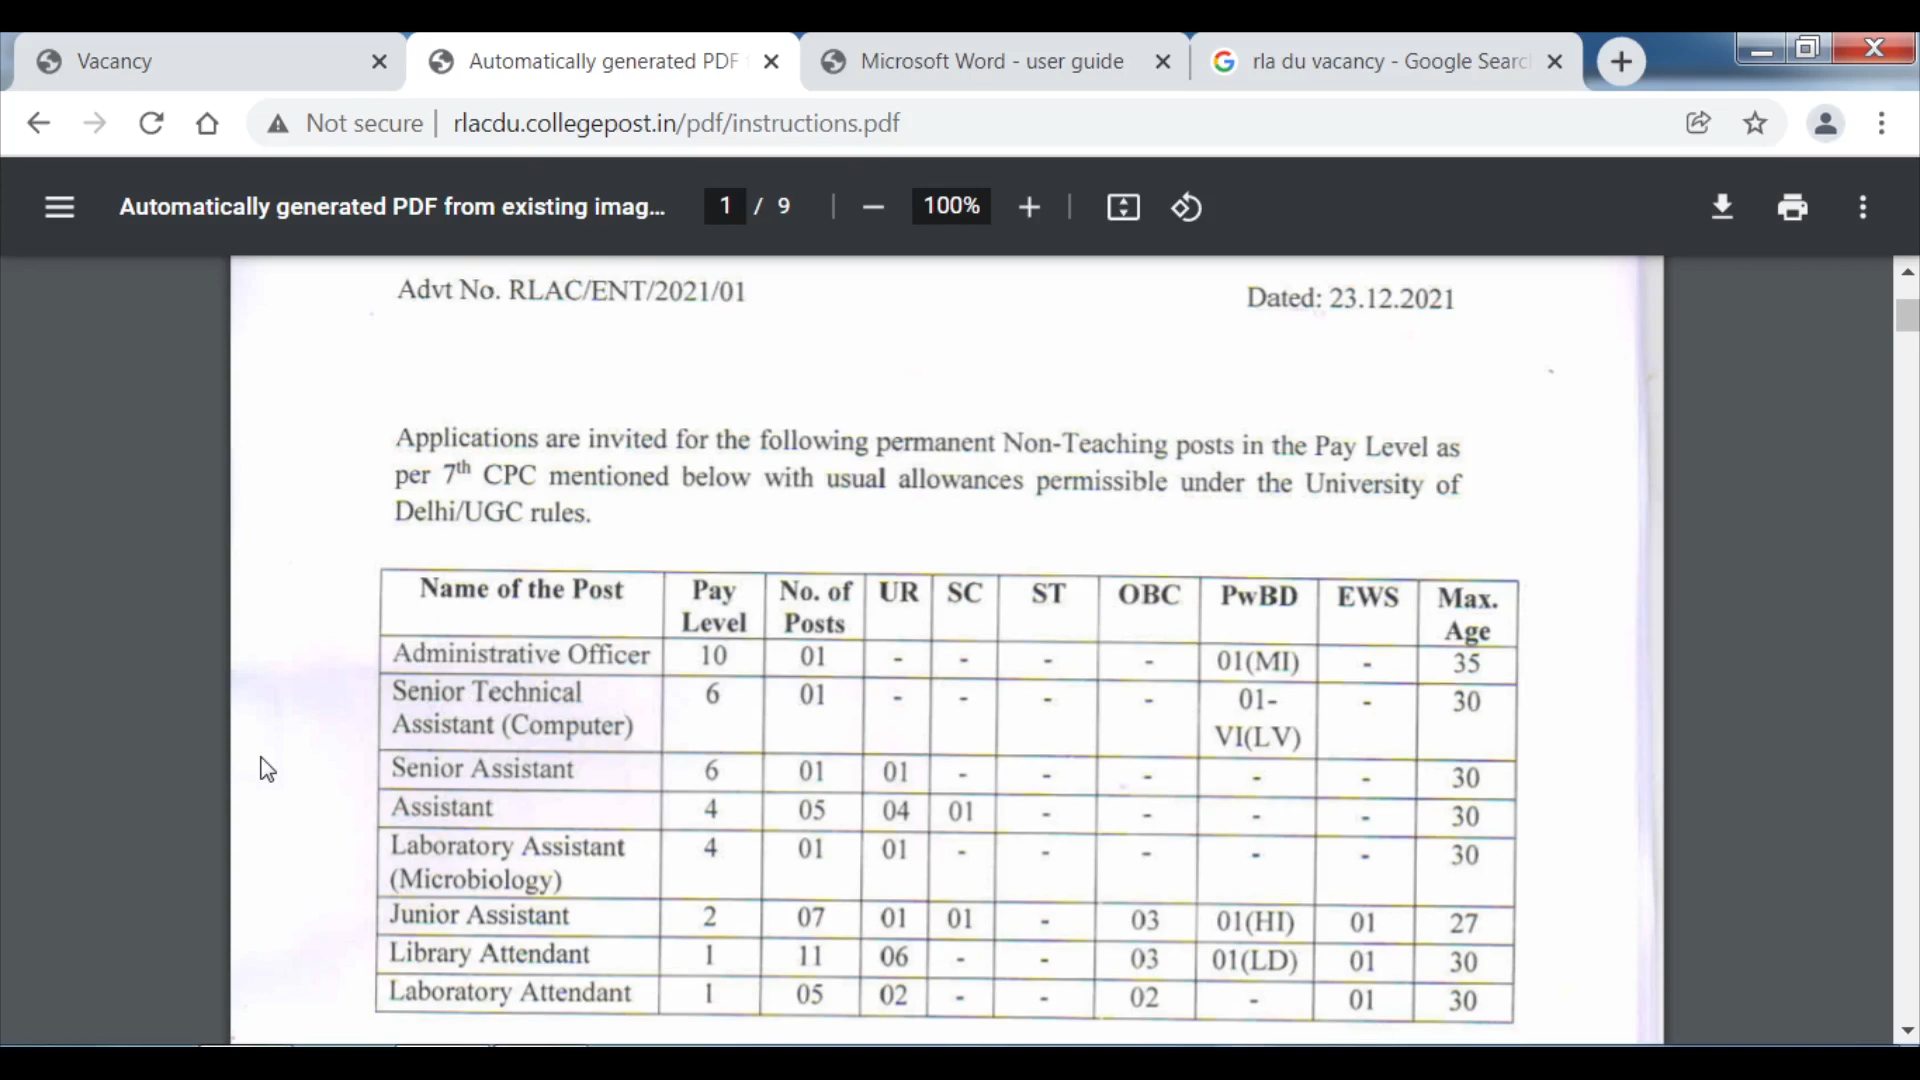 Vacancy
Automatically generated PDF
Microsoft Word - user guide
rla du vacancy - Google Searc
Not secure | rlacdu.collegepost.in/pdf/instructions.pdf
Automatically generated PDF from existing imag... 1 / 9 100%
Advt No. RLAC/ENT/2021/01 Dated: 23.12.2021
Applications are invited for the following permanent Non-Teaching posts in the Pay Level as
per 7th CPC mentioned below with usual allowances permissible under the University of
Delhi/UGC rules.
Name of the Post Pay Level No. of Posts UR SC ST OBC PwBD EWS Max. Age
Administrative Officer 10 01 - - - - 01(MI) - 35
Senior Technical Assistant (Computer) 6 01 - - - - 01-VI(LV) - 30
Senior Assistant 6 01 01 - - - - - 30
Assistant 4 05 04 01 - - - - 30
Laboratory Assistant (Microbiology) 4 01 01 - - - - - 30
Junior Assistant 2 07 01 01 - 03 01(HI) 01 27
Library Attendant 1 11 06 - - 03 01(LD) 01 30
Laboratory Attendant 1 05 02 - - 02 - 01 30